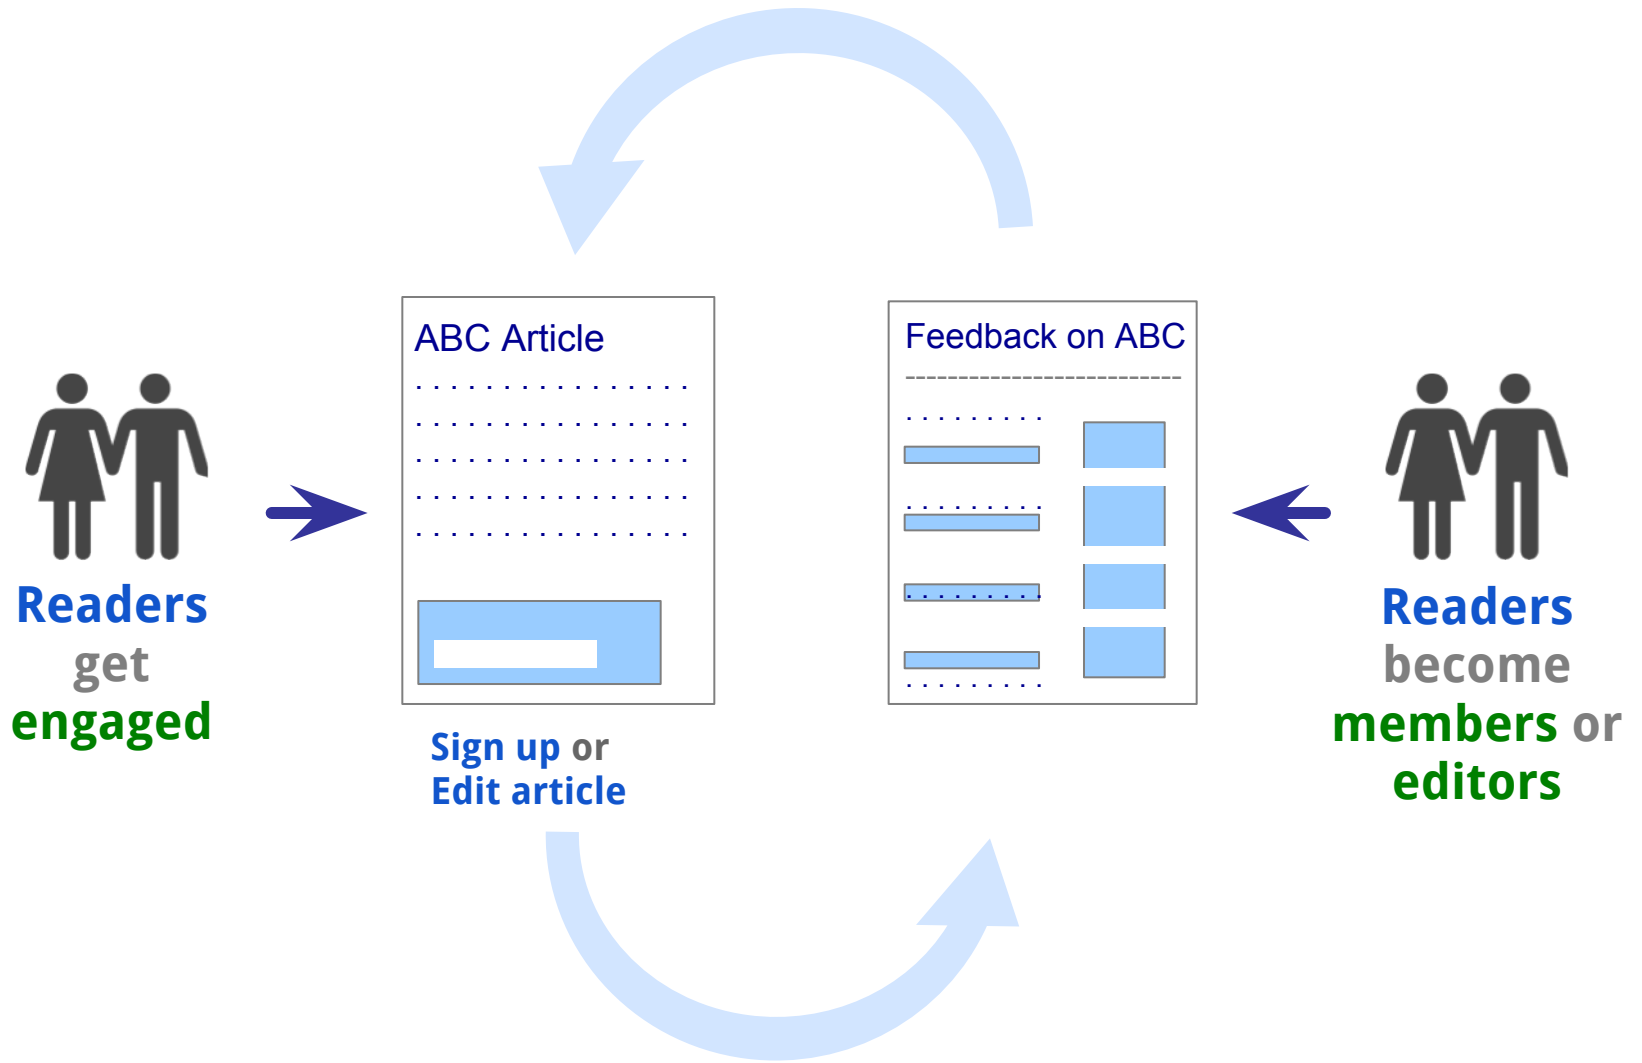 ABC Article
Feedback on ABC
Readers
get
engaged
Sign up or
Edit article
Readers
become
members or
editors